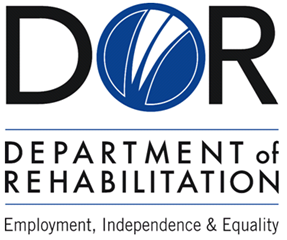 DOR
DEPARTMENT of
REHABILITATION
Employment, Independence & Equality